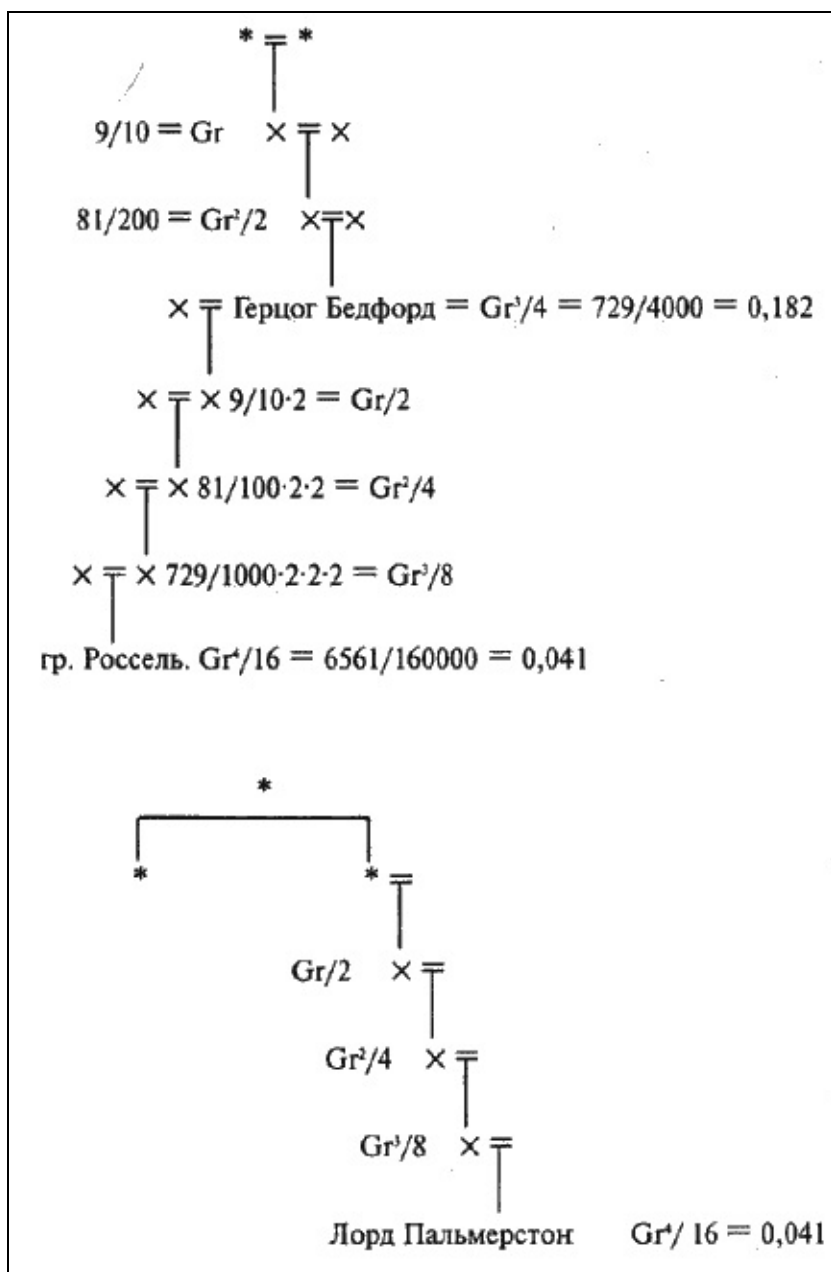 * = *
9/10 = Gr × = ×
81/200 = Gr²/2 × = ×
× = Герцог Бедфорд = Gr³/4 = 729/4000 = 0,182
× = × 9/10·2 = Gr/2
× = × 81/100·2·2 = Gr²/4
× = × 729/1000·2·2·2 = Gr³/8
гр. Россель. Gr⁴/16 = 6561/160000 = 0,041
*
* * =
Gr/2 × =
Gr²/4 × =
Gr³/8 × =
Лорд Пальмерстон Gr⁴/ 16 = 0,041